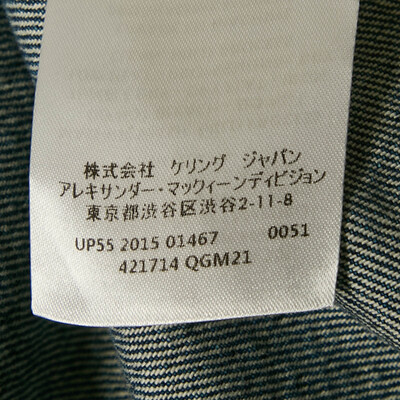 株式会社 ケリング ジャパン
アレキサンダー・マックィーンディビジョン
東京都渋谷区渋谷2-11-8
UP55 2015 01467 0051
421714 QGM21